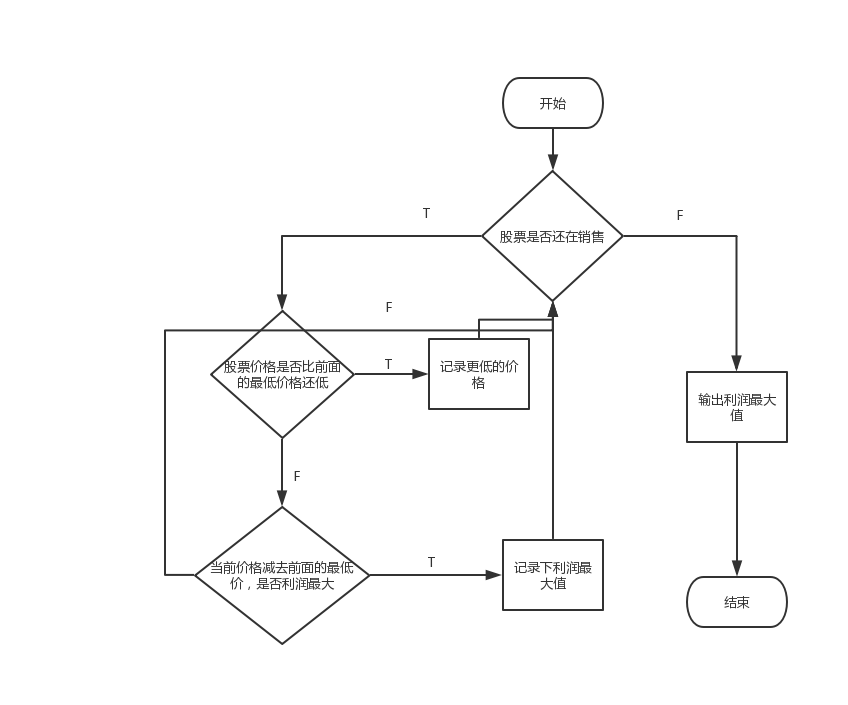 开始
T
F
股票是否还在销售
F
股票价格是否比前面
的最低价格还低
T
记录更低的价
格
输出利润最大
值
F
当前价格减去前面的最低
价，是否利润最大
T
记录下利润最
大值
结束